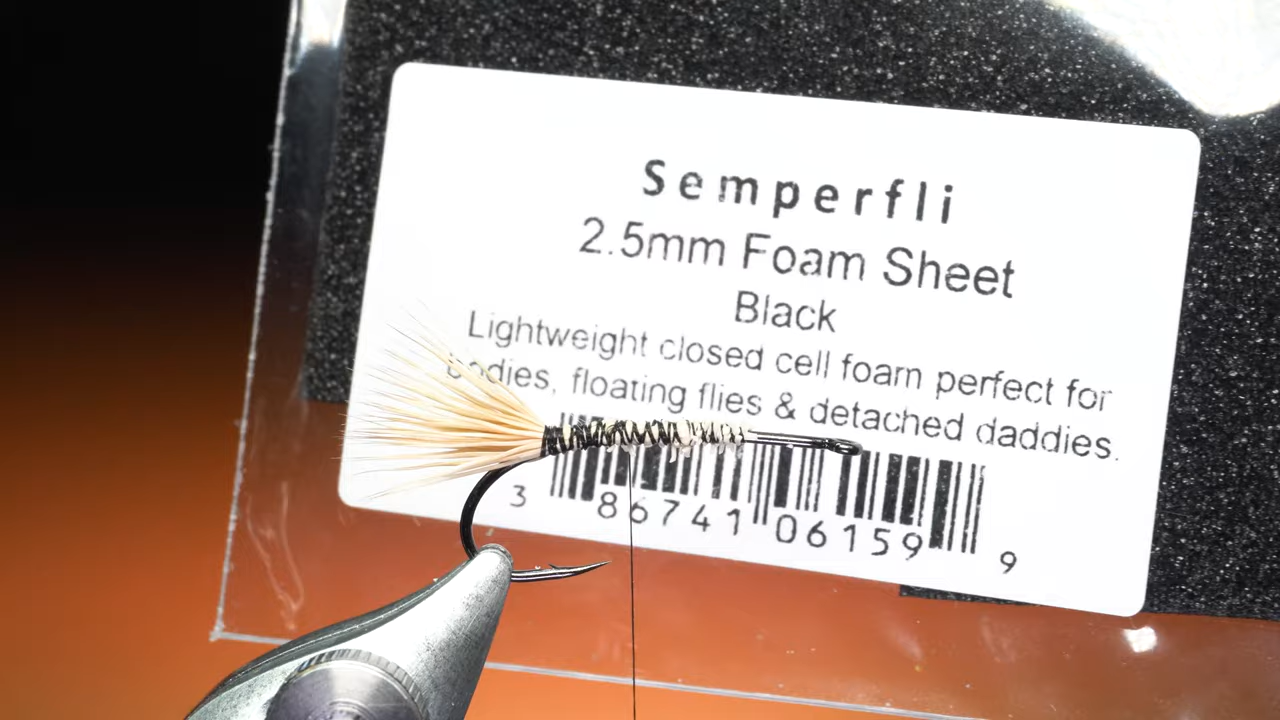 Semperfli
2.5mm Foam Sheet
Black
Lightweight closed cell foam perfect for
bodies, floating flies & detached daddies.
3 86741 06159 9